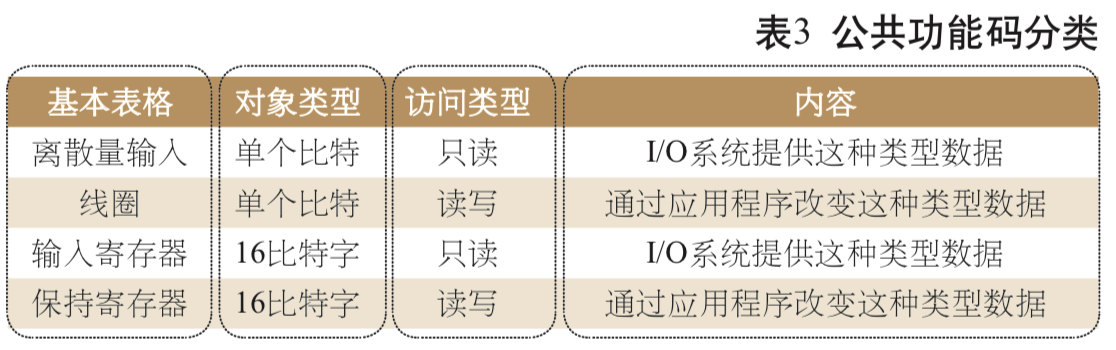 表3 公共功能码分类
基本表格 对象类型 访问类型 内容
离散量输入 单个比特 只读 I/O系统提供这种类型数据
线圈 单个比特 读写 通过应用程序改变这种类型数据
输入寄存器 16比特字 只读 I/O系统提供这种类型数据
保持寄存器 16比特字 读写 通过应用程序改变这种类型数据